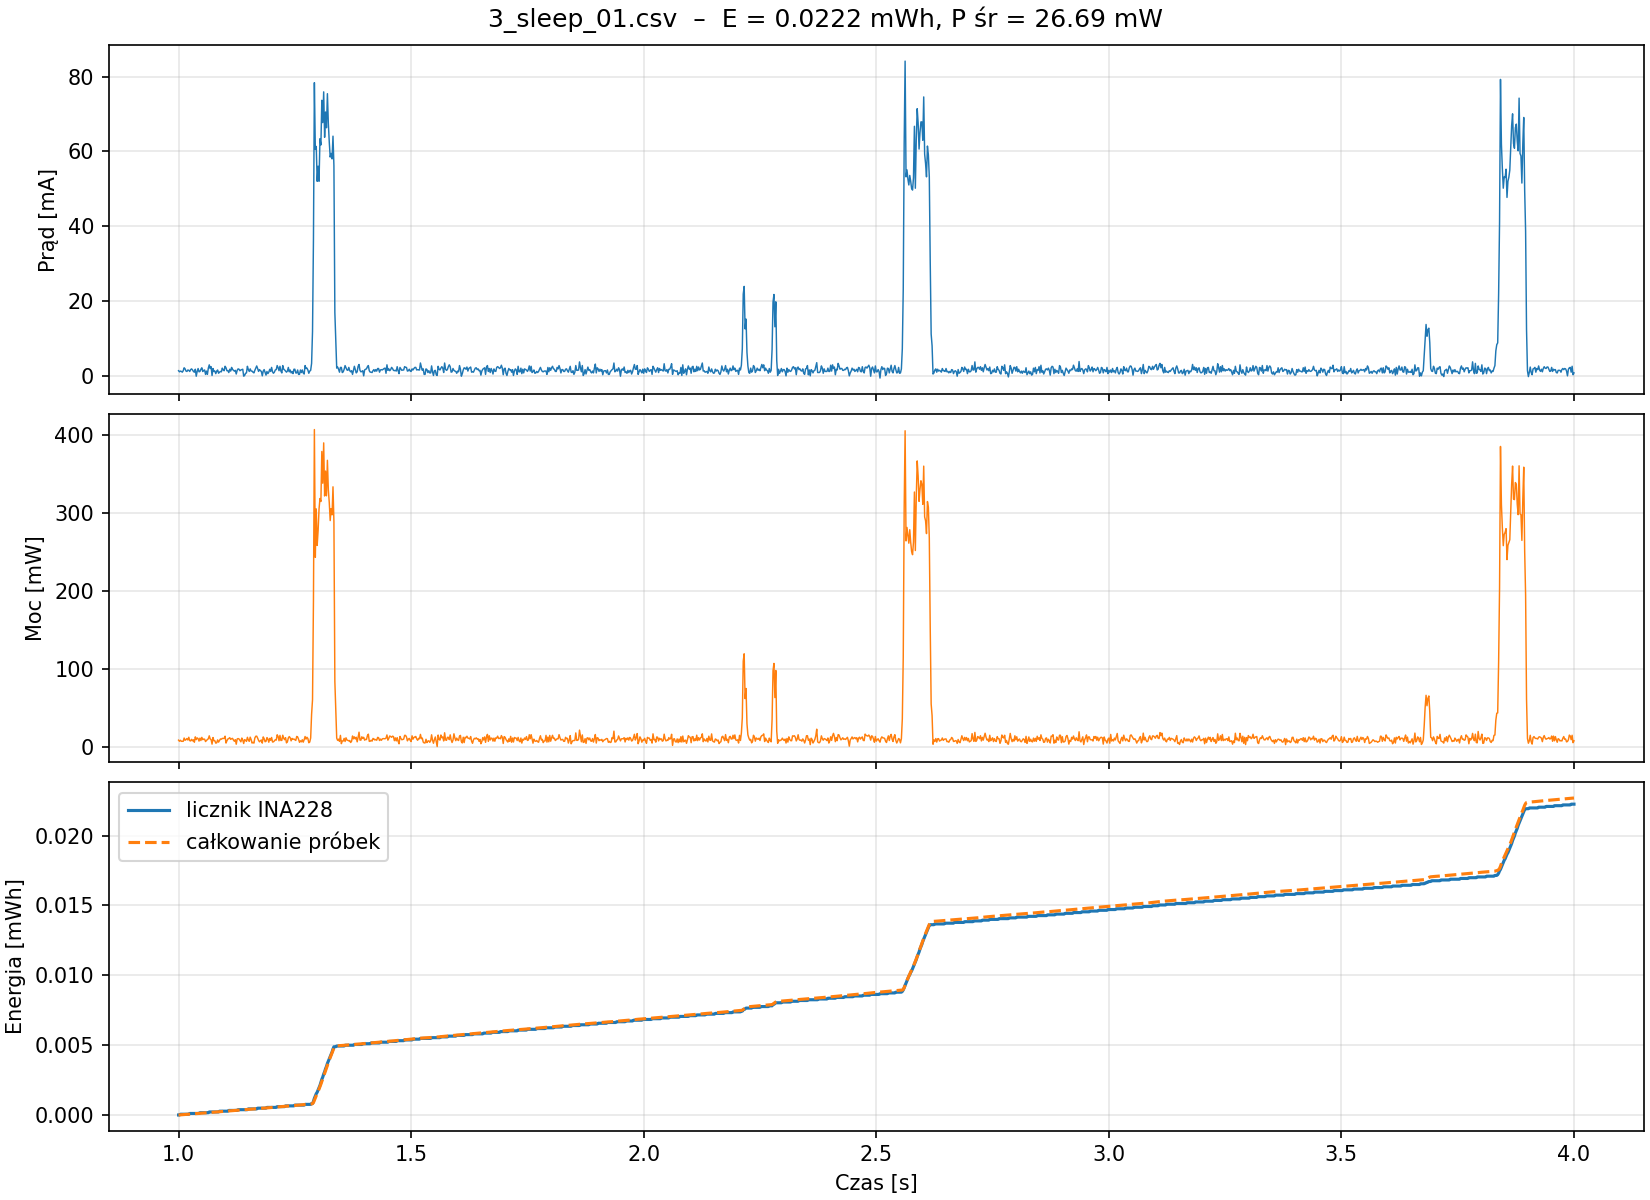 3_sleep_01.csv – E = 0.0222 mWh, P śr = 26.69 mW
80
60
40
20
0
Prąd [mA]
400
300
200
100
0
Moc [mW]
licznik INA228
całkowanie próbek
0.020
0.015
0.010
0.005
0.000
Energia [mWh]
1.0 1.5 2.0 2.5 3.0 3.5 4.0
Czas [s]